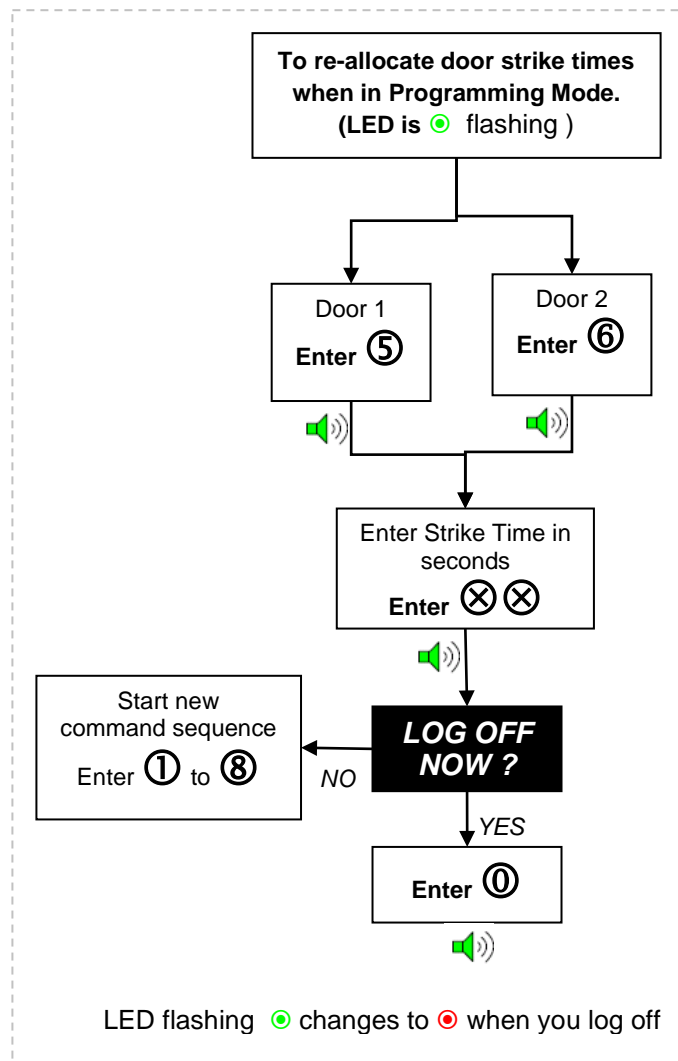 To re-allocate door strike times
when in Programming Mode.
(LED is flashing )
Door 1
Enter ⑤
Door 2
Enter ⑥
Enter Strike Time in
seconds
Enter ⓧⓧ
LOG OFF
NOW ?
NO
YES
Start new
command sequence
Enter ① to ⑧
Enter ⓪
LED flashing changes to when you log off